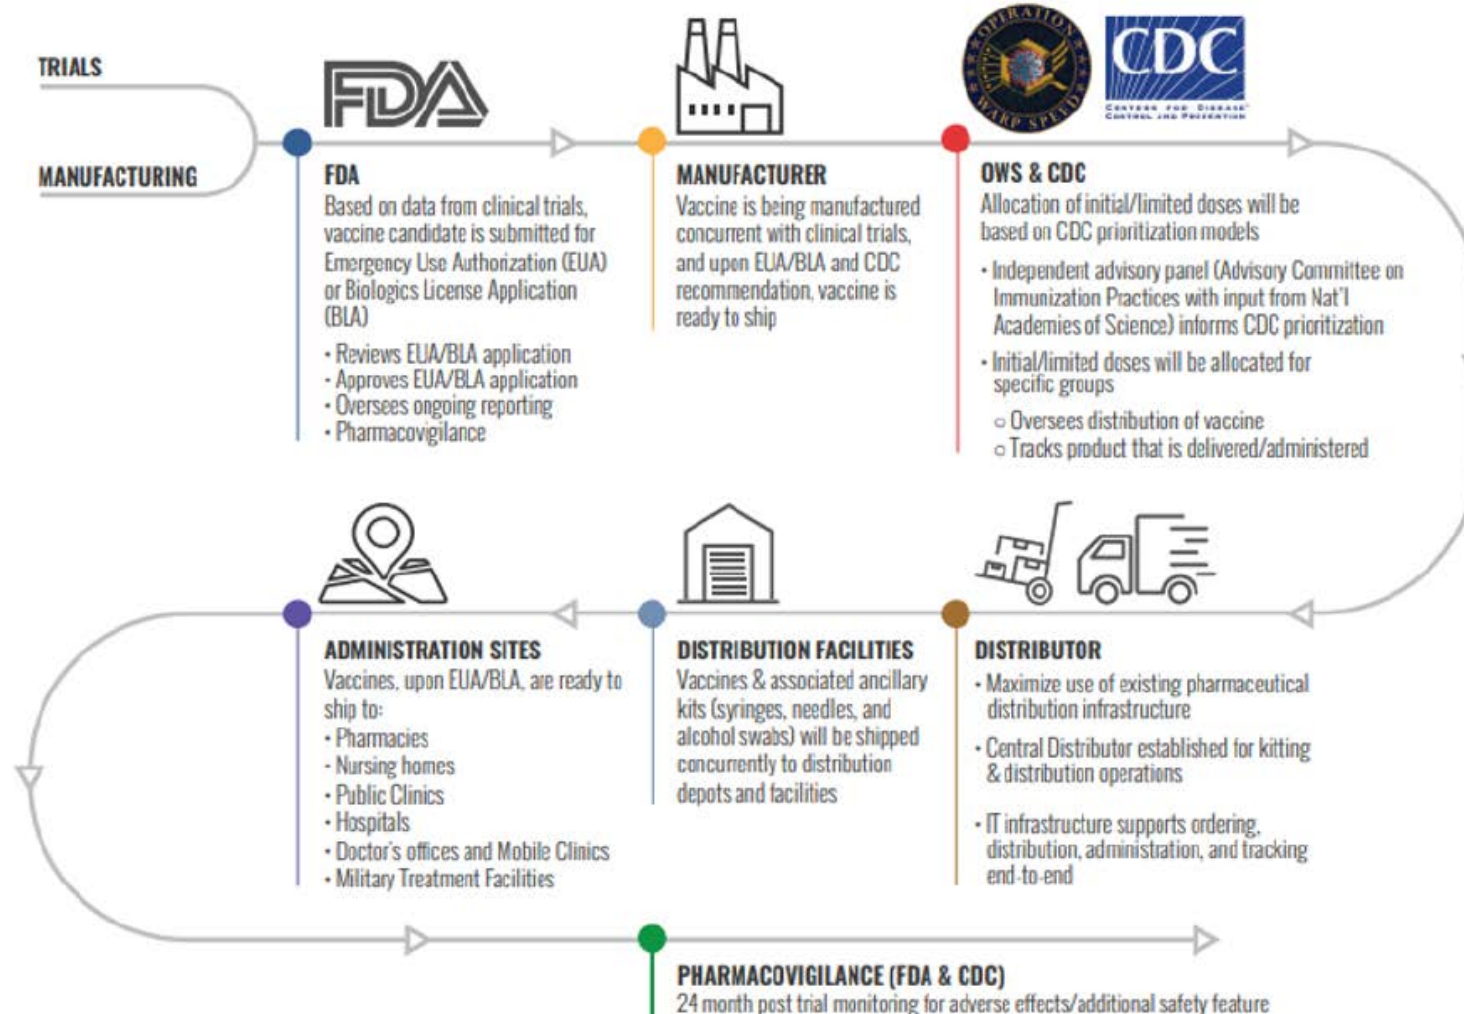 TRIALS
MANUFACTURING
FDA
FDA
Based on data from clinical trials,
vaccine candidate is submitted for
Emergency Use Authorization (EUA)
or Biologics License Application
(BLA)
• Reviews EUA/BLA application
• Approves EUA/BLA application
• Oversees ongoing reporting
• Pharmacovigilance
MANUFACTURER
Vaccine is being manufactured
concurrent with clinical trials,
and upon EUA/BLA and CDC
recommendation, vaccine is
ready to ship
OPERATION
WARP SPEED
CDC
CENTERS FOR DISEASE
CONTROL AND PREVENTION
OWS & CDC
Allocation of initial/limited doses will be
based on CDC prioritization models
• Independent advisory panel (Advisory Committee on
Immunization Practices with input from Nat'l
Academies of Science) informs CDC prioritization
• Initial/limited doses will be allocated for
specific groups
○ Oversees distribution of vaccine
○ Tracks product that is delivered/administered
ADMINISTRATION SITES
Vaccines, upon EUA/BLA, are ready to
ship to:
• Pharmacies
• Nursing homes
• Public Clinics
• Hospitals
• Doctor's offices and Mobile Clinics
• Military Treatment Facilities
DISTRIBUTION FACILITIES
Vaccines & associated ancillary
kits (syringes, needles, and
alcohol swabs) will be shipped
concurrently to distribution
depots and facilities
DISTRIBUTOR
• Maximize use of existing pharmaceutical
distribution infrastructure
• Central Distributor established for kitting
& distribution operations
• IT infrastructure supports ordering,
distribution, administration, and tracking
end-to-end
PHARMACOVIGILANCE (FDA & CDC)
24 month post trial monitoring for adverse effects/additional safety feature